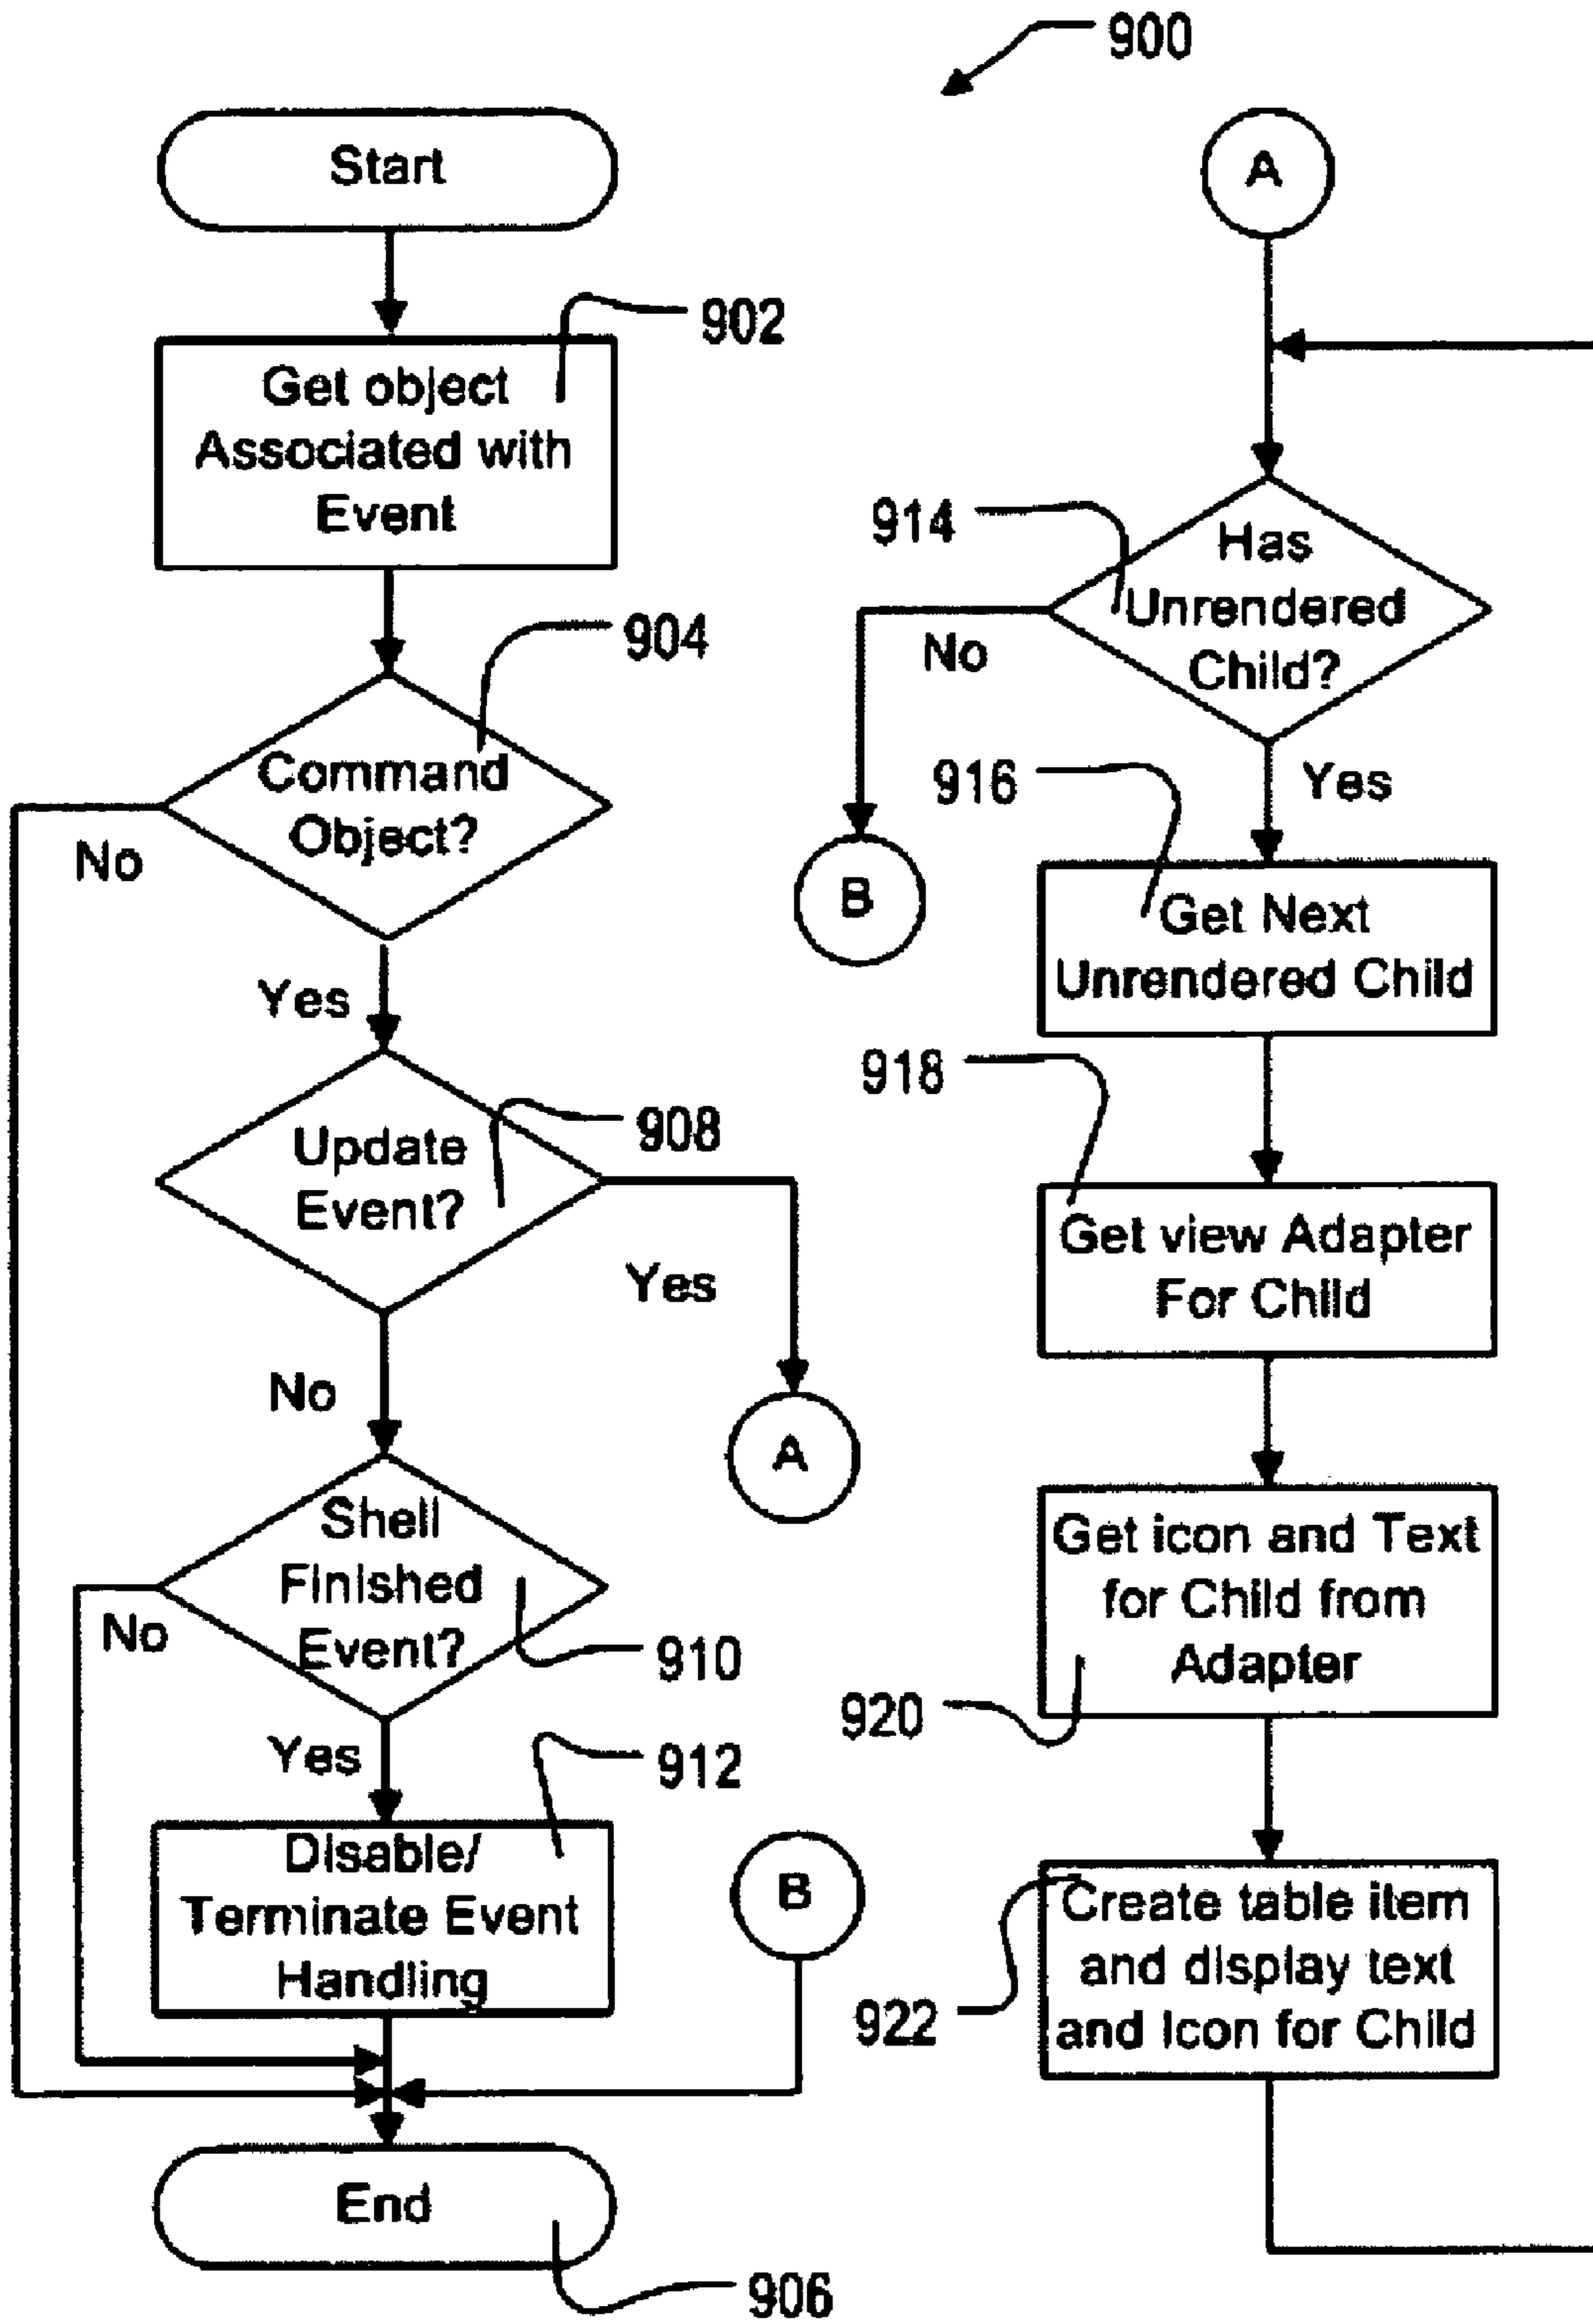 900
Start
902
Get object
Associated with
Event
904
Command
Object?
No
Yes
908
Update
Event?
Yes
No
A
Shell
Finished
Event?
No
910
Yes
912
Disable/
Terminate Event
Handling
B
End
906
A
914
Has
Unrendered
Child?
No
B
Yes
916
Get Next
Unrendered Child
918
Get view Adapter
For Child
Get icon and Text
for Child from
Adapter
920
Create table item
and display text
and Icon for Child
922